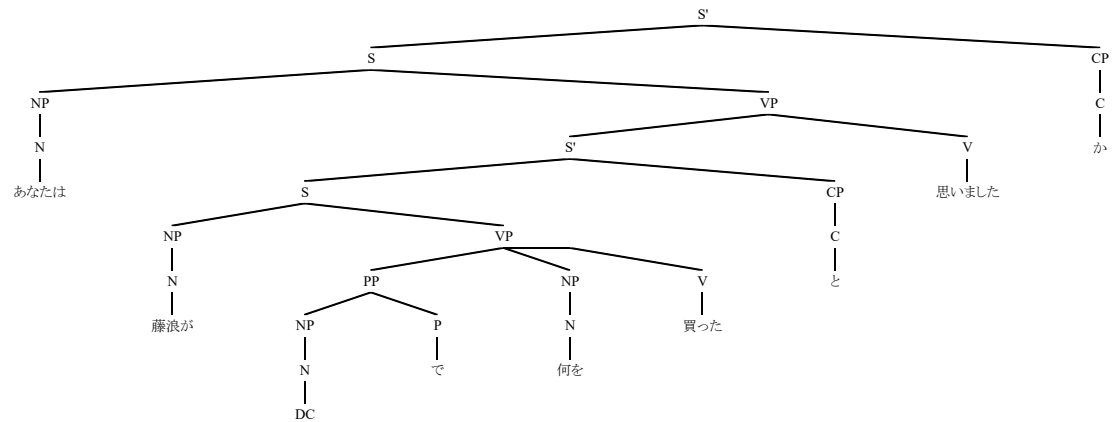 S'
S CP
NP VP C
N S' V か
あなたは S CP 思いました
NP VP C
N PP NP V と
藤浪が NP P N 買った
N で 何を
DC